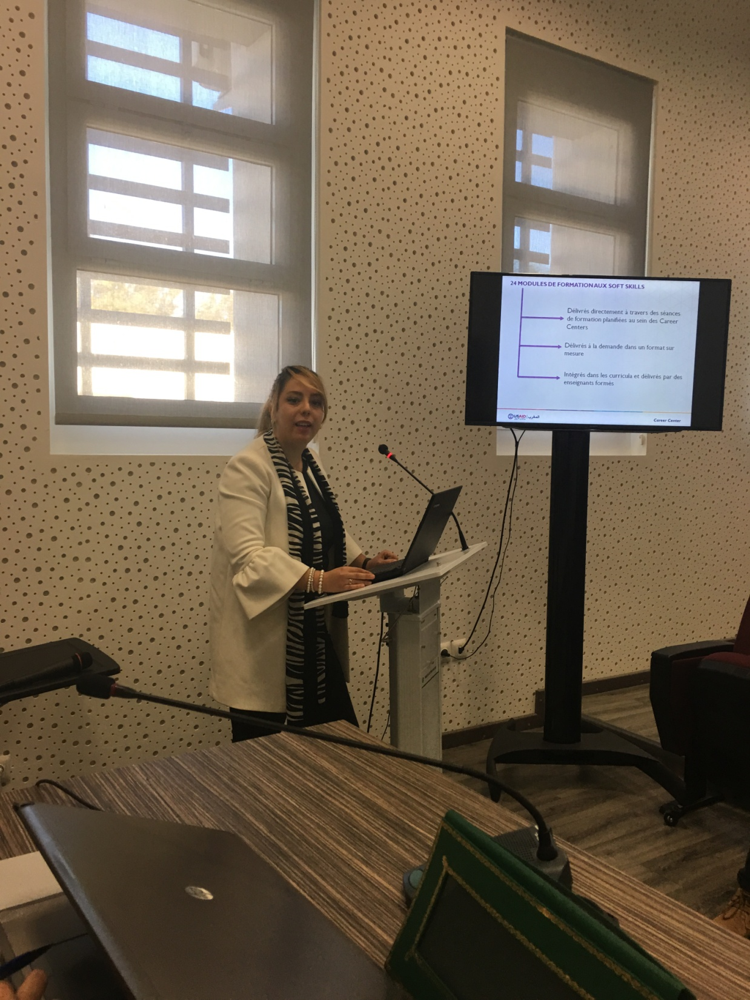 24 MODULES DE FORMATION AUX SOFT SKILLS
Délivrés directement à travers des séances
de formation planifiées au sein des Career
Centers
Délivrés à la demande dans un format sur
mesure
Intégrés dans les curricula et délivrés par des
enseignants formés
USAID المغرب
Career Center